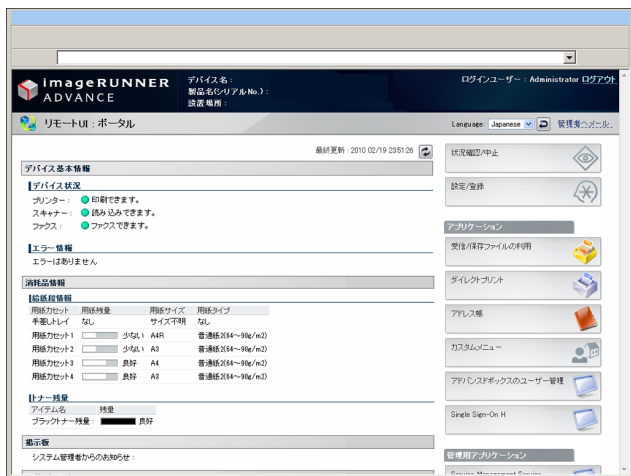 imageRUNNER
ADVANCE
デバイス名 :
製品名(シリアルNo.) :
設置場所 :
ログインユーザー : Administrator ログアウト
リモートUI : ポータル
Language: Japanese
管理者へメール
最終更新 : 2010 02/19 23:51:26
デバイス基本情報
デバイス状況
プリンター : 印刷できます。
スキャナー : 読み込みできます。
ファクス : ファクスできます。
エラー情報
エラーはありません
消耗品情報
給紙段情報
用紙カセット 用紙残量 用紙サイズ 用紙タイプ
手差しトレイ なし サイズ不明 なし
用紙カセット1 少ない A4R 普通紙2(64〜90g/m2)
用紙カセット2 少ない A3 普通紙2(64〜90g/m2)
用紙カセット3 良好 A4 普通紙2(64〜90g/m2)
用紙カセット4 良好 A3 普通紙2(64〜90g/m2)
トナー残量
アイテム名 残量
ブラックトナー残量 : 良好
掲示板
システム管理者からのお知らせ :
状況確認/中止
設定/登録
アプリケーション
受信/保存ファイルの利用
ダイレクトプリント
アドレス帳
カスタムメニュー
アドバンスドボックスのユーザー管理
Single Sign-On H
管理用アプリケーション
Service Management Service